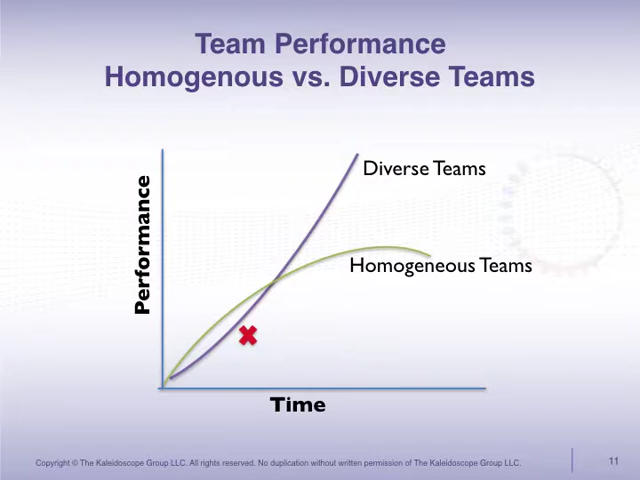 Team Performance
Homogenous vs. Diverse Teams
Diverse Teams
Performance
Homogeneous Teams
Time
Copyright © The Kaleidoscope Group LLC. All rights reserved. No duplication without written permission of The Kaleidoscope Group LLC.
11